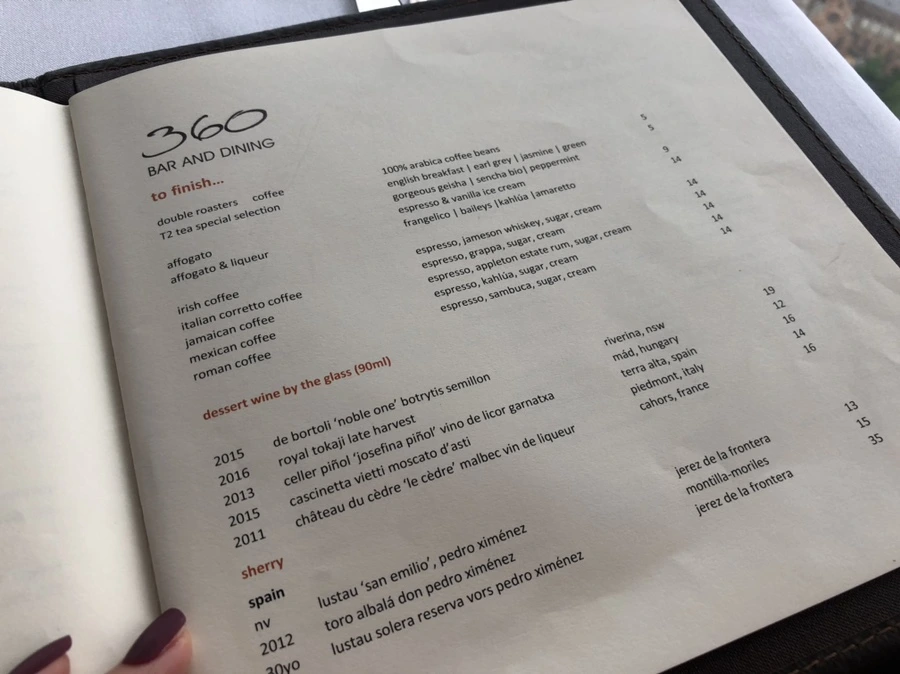 360
BAR AND DINING
to finish...
double roasters coffee 100% arabica coffee beans 5
T2 tea special selection english breakfast | earl grey | jasmine | green 5
gorgeous geisha | sencha bio| peppermint
affogato espresso & vanilla ice cream 9
affogato & liqueur frangelico | baileys |kahlúa |amaretto 14
irish coffee espresso, jameson whiskey, sugar, cream 14
italian corretto coffee espresso, grappa, sugar, cream 14
jamaican coffee espresso, appleton estate rum, sugar, cream 14
mexican coffee espresso, kahlúa, sugar, cream 14
roman coffee espresso, sambuca, sugar, cream 14
dessert wine by the glass (90ml)
2015 de bortoli 'noble one' botrytis semillon riverina, nsw 19
2016 royal tokaji late harvest mád, hungary 12
2013 celler piñol 'josefina piñol' vino de licor garnatxa terra alta, spain 16
2015 cascinetta vietti moscato d'asti piedmont, italy 14
2011 château du cèdre 'le cèdre' malbec vin de liqueur cahors, france 16
sherry
spain
nv lustau 'san emilio', pedro ximénez jerez de la frontera 13
2012 toro albalá don pedro ximénez montilla-moriles 15
30yo lustau solera reserva vors pedro ximénez jerez de la frontera 35